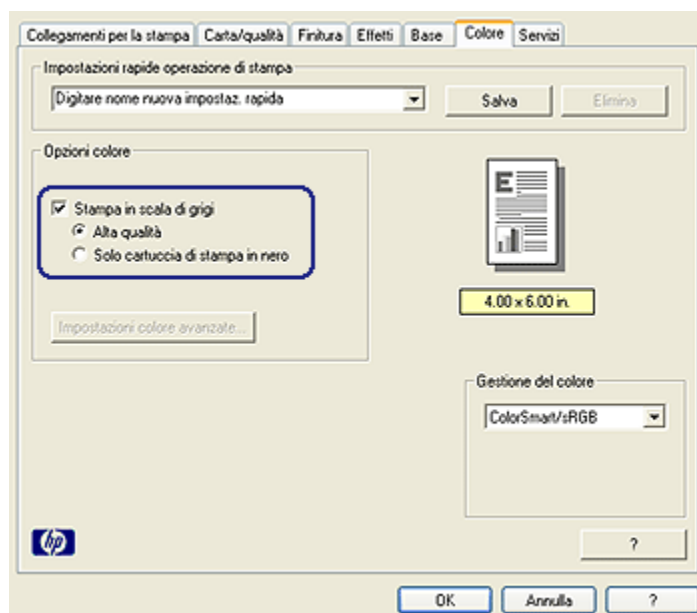 Collegamenti per la stampa Carta/qualità Finitura Effetti Base Colore Servizi
Impostazioni rapide operazione di stampa
Digitare nome nuova impostaz. rapida Salva Elimina
Opzioni colore
Stampa in scala di grigi
Alta qualità
Solo cartuccia di stampa in nero
Impostazioni colore avanzate...
E
4.00 x 6.00 in.
Gestione del colore
ColorSmart/sRGB
hp
?
OK Annulla ?